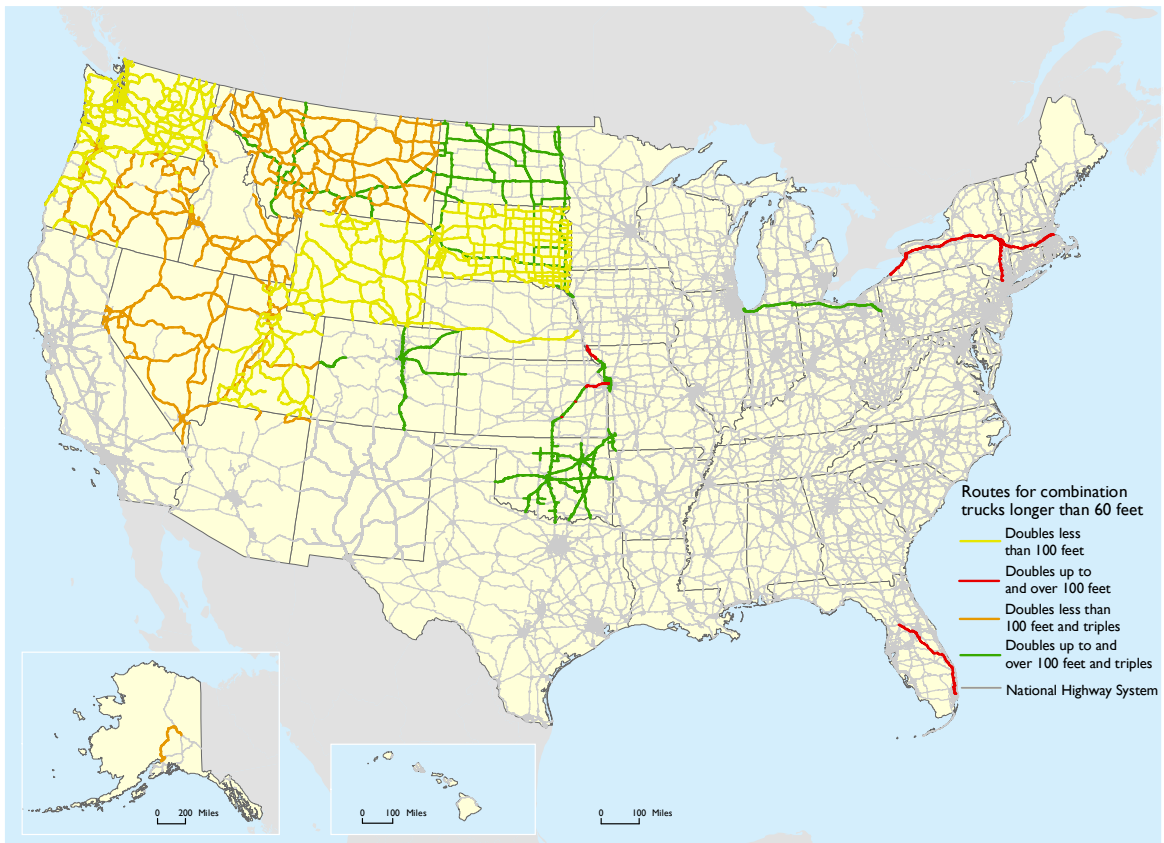 Routes for combination
trucks longer than 60 feet
Doubles less
than 100 feet
Doubles up to
and over 100 feet
Doubles less than
100 feet and triples
Doubles up to and
over 100 feet and triples
National Highway System
0 200 Miles
0 100 Miles
0 100 Miles